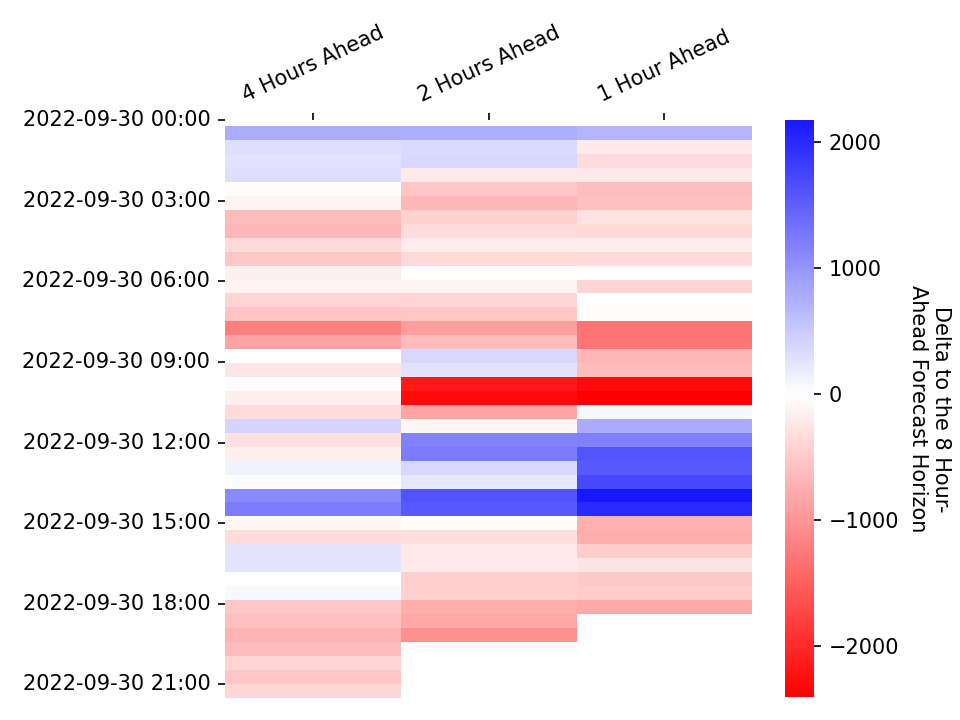 4 Hours Ahead
2 Hours Ahead
1 Hour Ahead
2022-09-30 00:00
2022-09-30 03:00
2022-09-30 06:00
2022-09-30 09:00
2022-09-30 12:00
2022-09-30 15:00
2022-09-30 18:00
2022-09-30 21:00
2000
1000
0
−1000
−2000
Delta to the 8 Hour-
Ahead Forecast Horizon